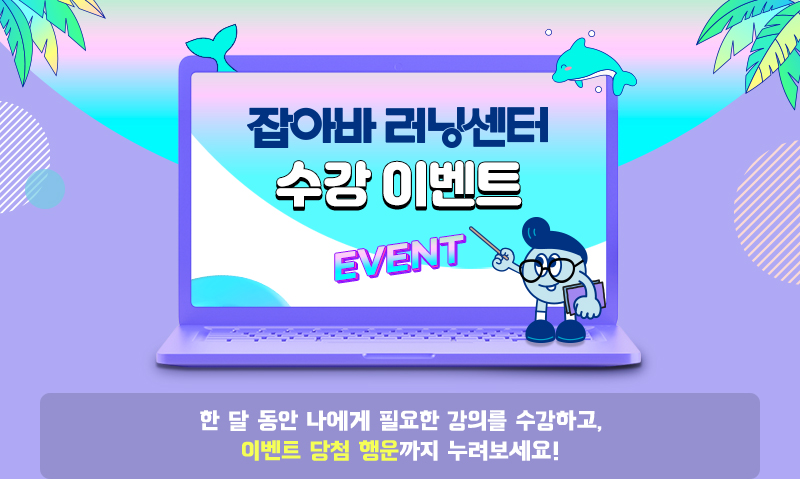 잡아바 러닝센터
수강 이벤트
EVENT
한 달 동안 나에게 필요한 강의를 수강하고,
이벤트 당첨 행운까지 누려보세요!